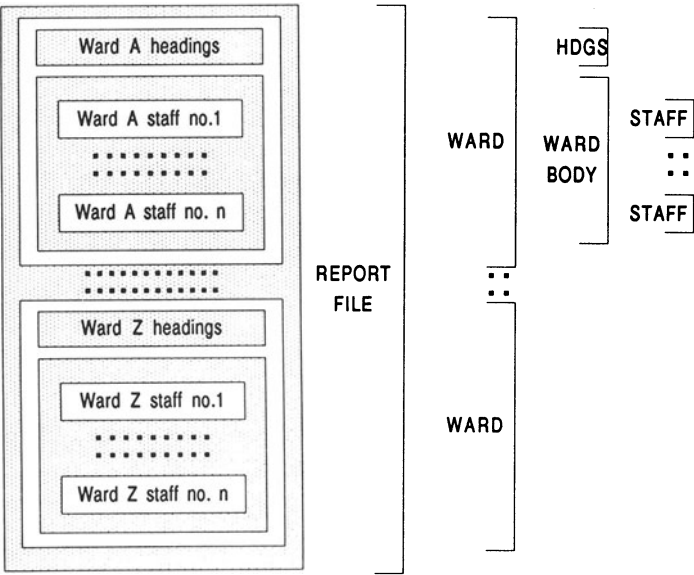 Ward A headings
Ward A staff no.1
Ward A staff no. n
Ward Z headings
Ward Z staff no.1
Ward Z staff no. n
REPORT
FILE
WARD
WARD
HDGS
WARD
BODY
STAFF
STAFF